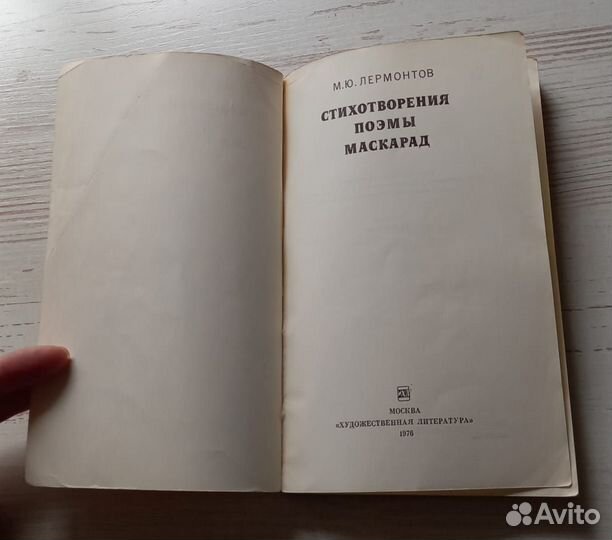 М.Ю. ЛЕРМОНТОВ
СТИХОТВОРЕНИЯ
ПОЭМЫ
МАСКАРАД
МОСКВА
«ХУДОЖЕСТВЕННАЯ ЛИТЕРАТУРА»
1976
Avito